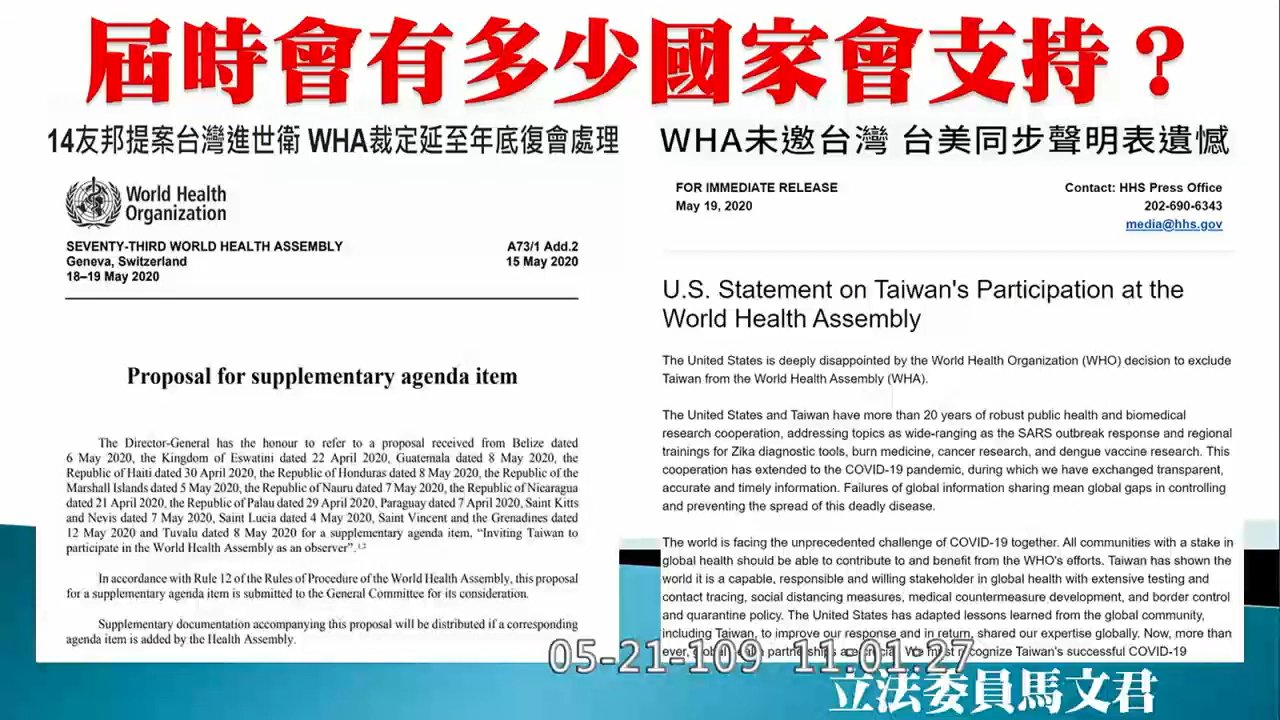 屆時會有多少國家會支持？
14友邦提案台灣進世衛 WHA裁定延至年底復會處理
World Health
Organization
SEVENTY-THIRD WORLD HEALTH ASSEMBLY
A73/1 Add.2
Geneva, Switzerland
15 May 2020
18–19 May 2020
Proposal for supplementary agenda item
The Director-General has the honour to refer to a proposal received from Belize dated
6 May 2020, the Kingdom of Eswatini dated 22 April 2020, Guatemala dated 8 May 2020, the
Republic of Haiti dated 30 April 2020, the Republic of Honduras dated 8 May 2020, the Republic of the
Marshall Islands dated 5 May 2020, the Republic of Nauru dated 7 May 2020, the Republic of Nicaragua
dated 21 April 2020, the Republic of Palau dated 29 April 2020, Paraguay dated 7 April 2020, Saint Kitts
and Nevis dated 7 May 2020, Saint Lucia dated 4 May 2020, Saint Vincent and the Grenadines dated
12 May 2020 and Tuvalu dated 8 May 2020 for a supplementary agenda item, “Inviting Taiwan to
participate in the World Health Assembly as an observer”.1,2
In accordance with Rule 12 of the Rules of Procedure of the World Health Assembly, this proposal
for a supplementary agenda item is submitted to the General Committee for its consideration.
Supplementary documentation accompanying this proposal will be distributed if a corresponding
agenda item is added by the Health Assembly.
WHA未邀台灣 台美同步聲明表遺憾
FOR IMMEDIATE RELEASE
Contact: HHS Press Office
May 19, 2020
202-690-6343
media@hhs.gov
U.S. Statement on Taiwan's Participation at the
World Health Assembly
The United States is deeply disappointed by the World Health Organization (WHO) decision to exclude
Taiwan from the World Health Assembly (WHA).
The United States and Taiwan have more than 20 years of robust public health and biomedical
research cooperation, addressing topics as wide-ranging as the SARS outbreak response and regional
trainings for Zika diagnostic tools, burn medicine, cancer research, and dengue vaccine research. This
cooperation has extended to the COVID-19 pandemic, during which we have exchanged transparent,
accurate and timely information. Failures of global information sharing mean global gaps in controlling
and preventing the spread of this deadly disease.
The world is facing the unprecedented challenge of COVID-19 together. All communities with a stake in
global health should be able to contribute to and benefit from the WHO's efforts. Taiwan has shown the
world it is a capable, responsible and willing stakeholder in global health with extensive testing and
contact tracing, social distancing measures, medical countermeasure development, and border control
and quarantine policy. The United States has adapted lessons learned from the global community,
including Taiwan, to improve our response and in return, shared our expertise globally. Now, more than
ever, global health partnerships are crucial. We must recognize Taiwan's successful COVID-19
05-21-109 11:01:27
立法委員馬文君